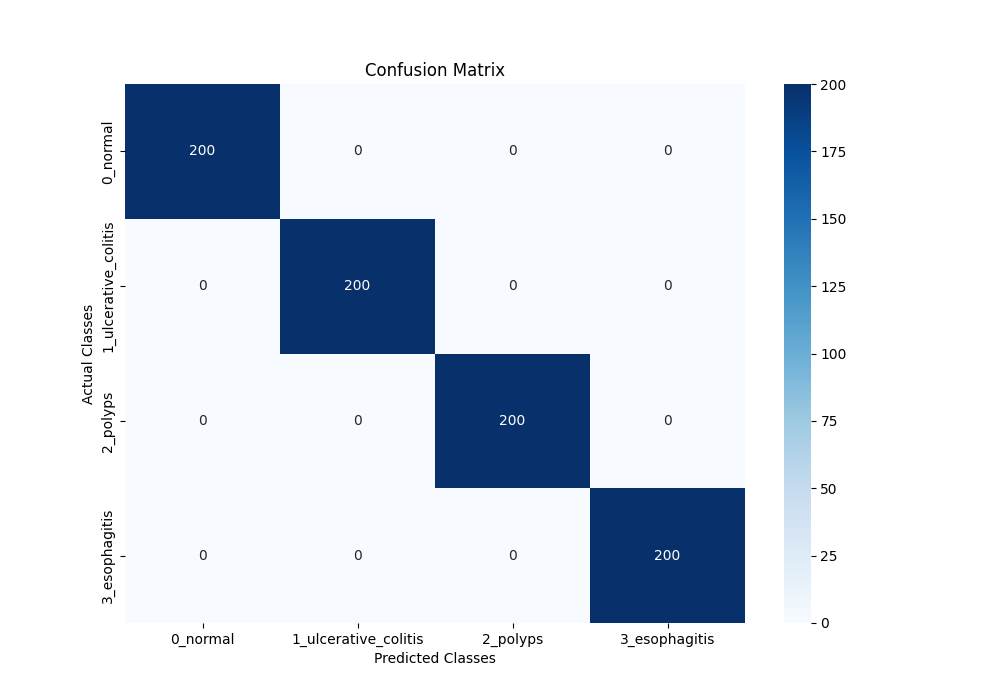 Confusion Matrix
Actual Classes
0_normal
200 0 0 0
1_ulcerative_colitis
0 200 0 0
2_polyps
0 0 200 0
3_esophagitis
0 0 0 200
0_normal 1_ulcerative_colitis 2_polyps 3_esophagitis
Predicted Classes
200
175
150
125
100
75
50
25
0